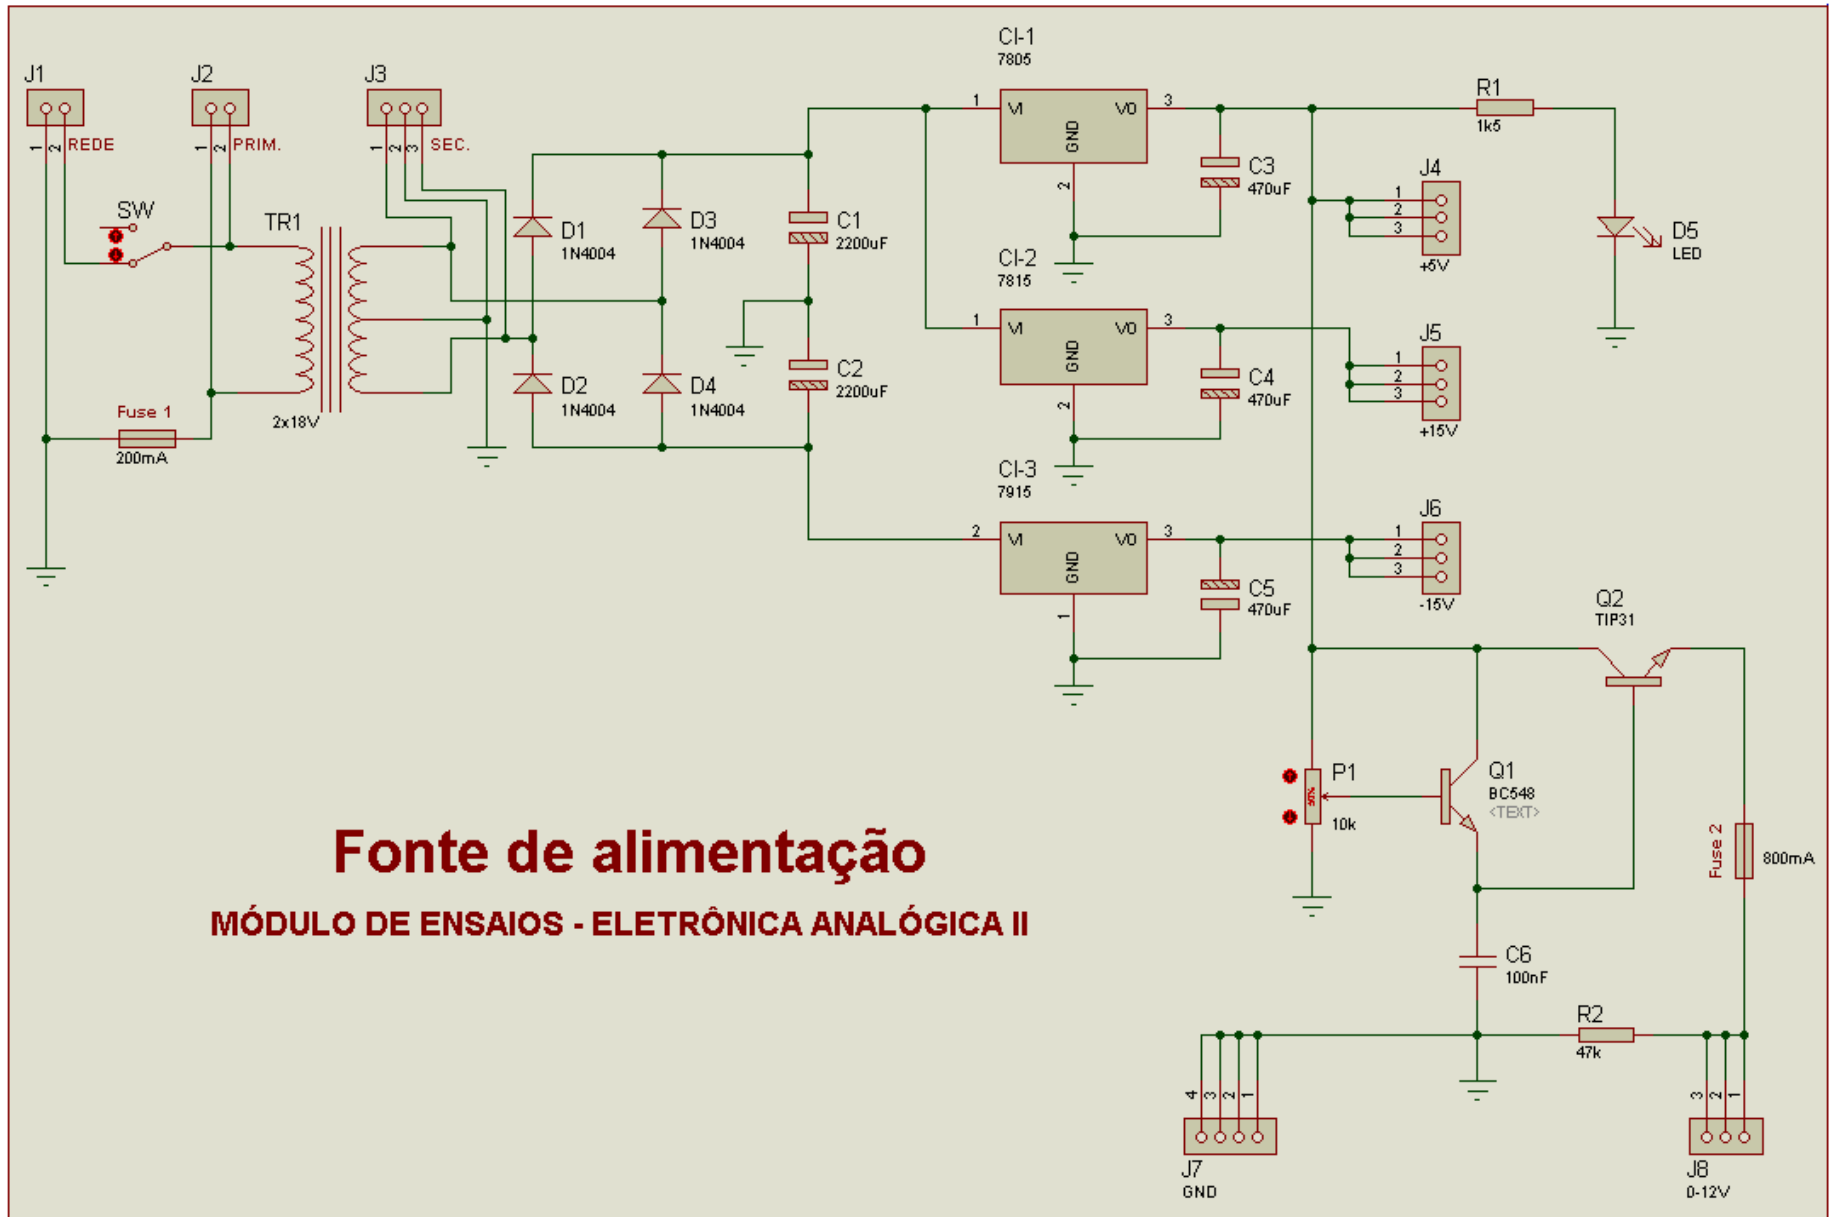 CI-1
7805
J1
J2
J3
1 2 REDE
1 2 PRIM.
1 2 3 SEC.
1 VI VO 3
GND
2
R1
1k5
C3
470uF
J4
1
2
3
+5V
D5
LED
SW
TR1
2x18V
D1
1N4004
D3
1N4004
C1
2200uF
CI-2
7815
1 VI VO 3
GND
2
C4
470uF
J5
1
2
3
+15V
D2
1N4004
D4
1N4004
C2
2200uF
Fuse 1
200mA
CI-3
7915
2 VI VO 3
GND
1
C5
470uF
J6
1
2
3
-15V
Q2
TIP31
P1
10k
Q1
BC548
<TEXT>
Fuse 2
800mA
Fonte de alimentação
MÓDULO DE ENSAIOS - ELETRÔNICA ANALÓGICA II
C6
100nF
R2
47k
4 3 2 1
J7
GND
3 2 1
J8
0-12V